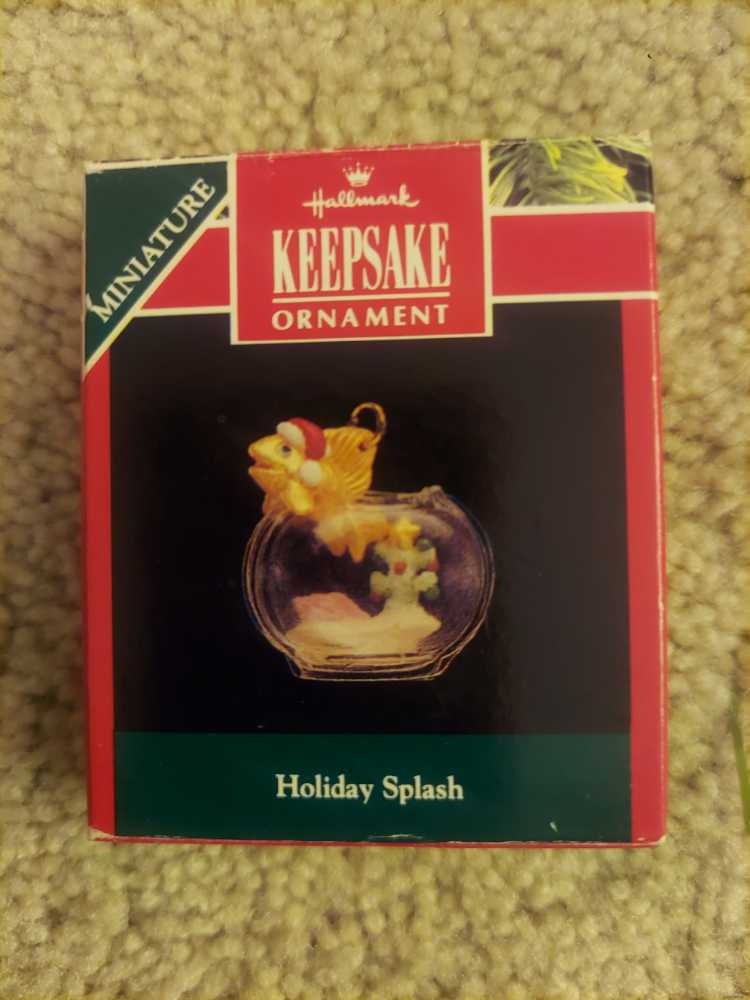 MINIATURE
Hallmark
KEEPSAKE
ORNAMENT
Holiday Splash